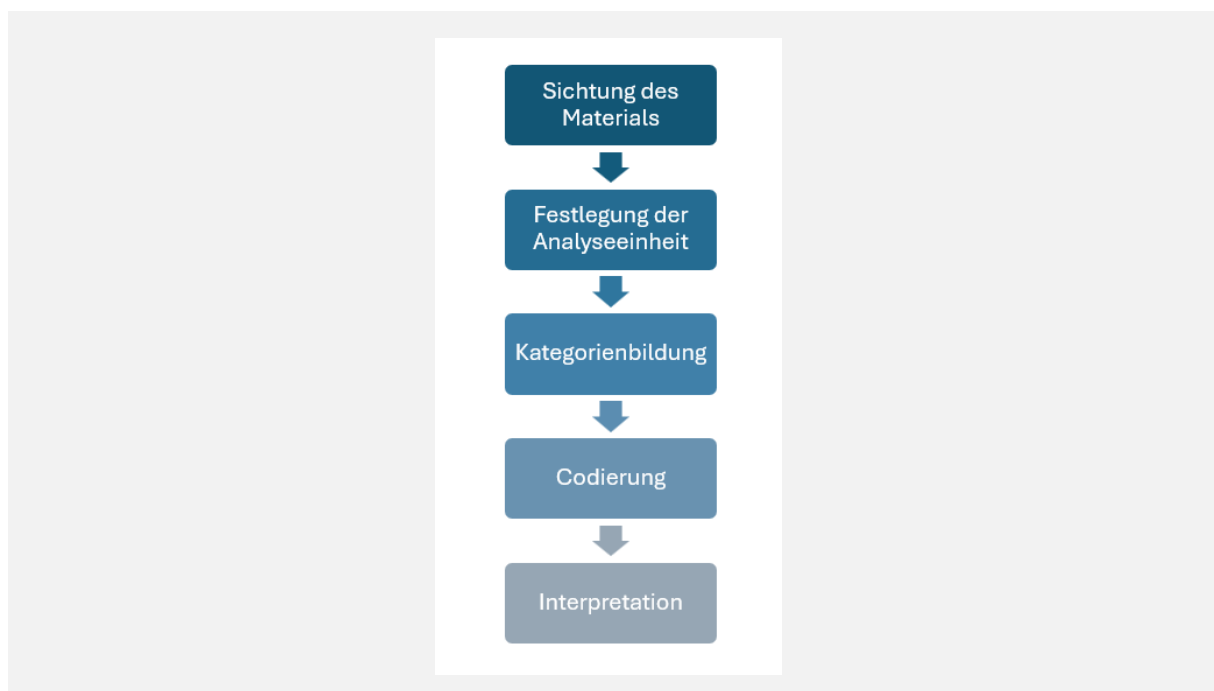 Sichtung des
Materials
Festlegung der
Analyseeinheit
Kategorienbildung
Codierung
Interpretation